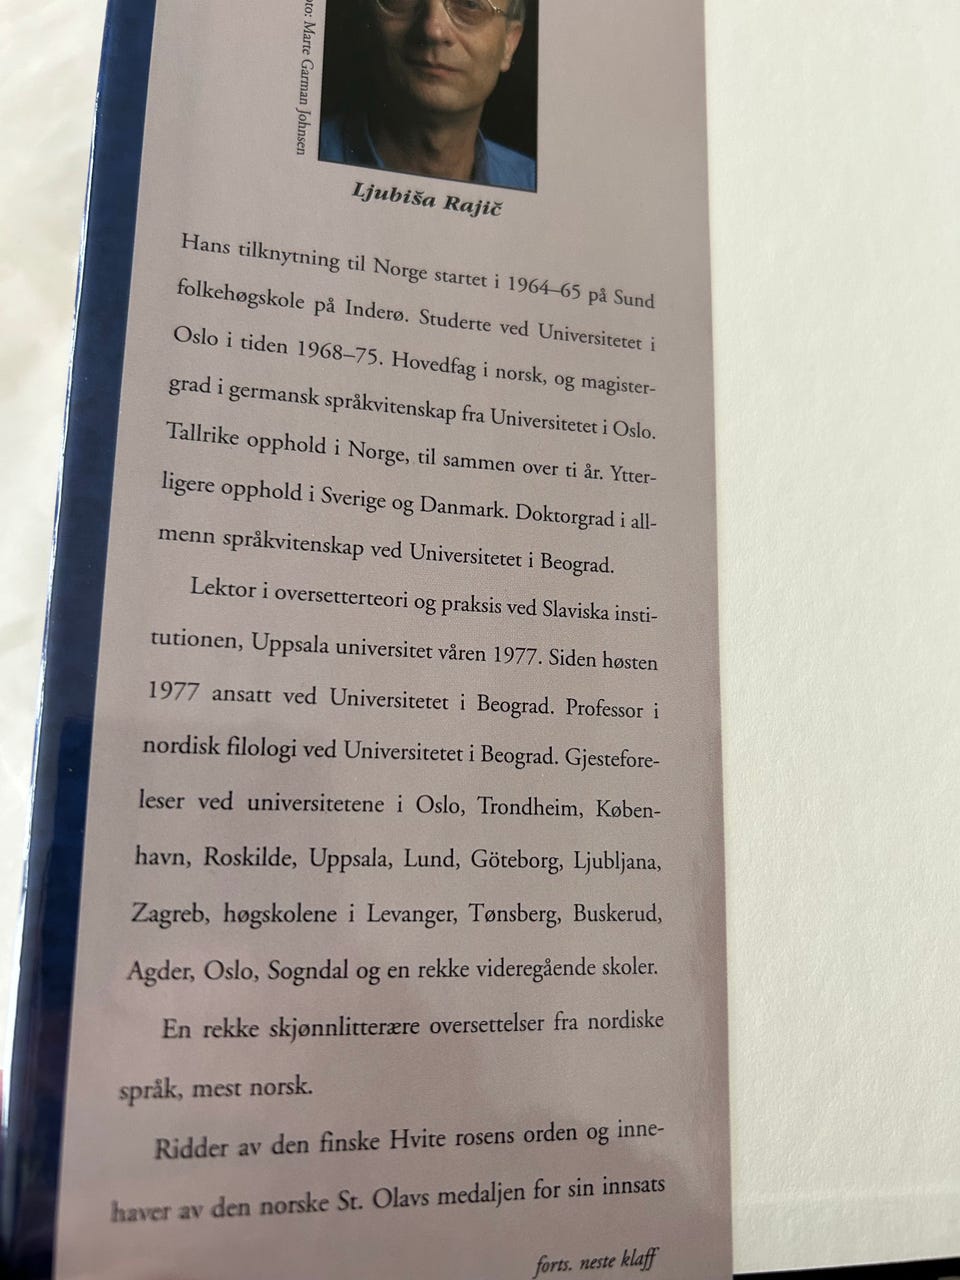 oto: Marte Garman Johnsen
Ljubiša Rajič
Hans tilknytning til Norge startet i 1964–65 på Sund
folkehøgskole på Inderø. Studerte ved Universitetet i
Oslo i tiden 1968–75. Hovedfag i norsk, og magister-
grad i germansk språkvitenskap fra Universitetet i Oslo.
Tallrike opphold i Norge, til sammen over ti år. Ytter-
ligere opphold i Sverige og Danmark. Doktorgrad i all-
menn språkvitenskap ved Universitetet i Beograd.
Lektor i oversetterteori og praksis ved Slaviska insti-
tutionen, Uppsala universitet våren 1977. Siden høsten
1977 ansatt ved Universitetet i Beograd. Professor i
nordisk filologi ved Universitetet i Beograd. Gjestefore-
leser ved universitetene i Oslo, Trondheim, Køben-
havn, Roskilde, Uppsala, Lund, Göteborg, Ljubljana,
Zagreb, høgskolene i Levanger, Tønsberg, Buskerud,
Agder, Oslo, Sogndal og en rekke videregående skoler.
En rekke skjønnlitterære oversettelser fra nordiske
språk, mest norsk.
Ridder av den finske Hvite rosens orden og inne-
haver av den norske St. Olavs medaljen for sin innsats
forts. neste klaff